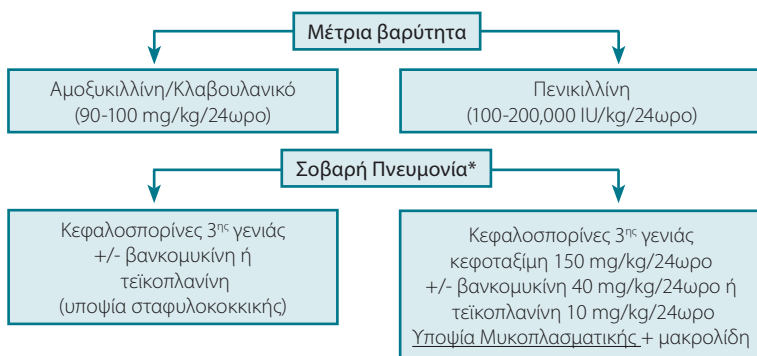 Μέτρια βαρύτητα
Αμοξυκιλλίνη/Κλαβουλανικό
(90-100 mg/kg/24ωρο)
Πενικιλλίνη
(100-200,000 IU/kg/24ωρο)
Σοβαρή Πνευμονία*
Κεφαλοσπορίνες 3ης γενιάς
+/- βανκομυκίνη ή
τεϊκοπλανίνη
(υποψία σταφυλοκοκκικής)
Κεφαλοσπορίνες 3ης γενιάς
κεφοταξίμη 150 mg/kg/24ωρο
+/- βανκομυκίνη 40 mg/kg/24ωρο ή
τεϊκοπλανίνη 10 mg/kg/24ωρο
Υποψία Μυκοπλασματικής + μακρολίδη